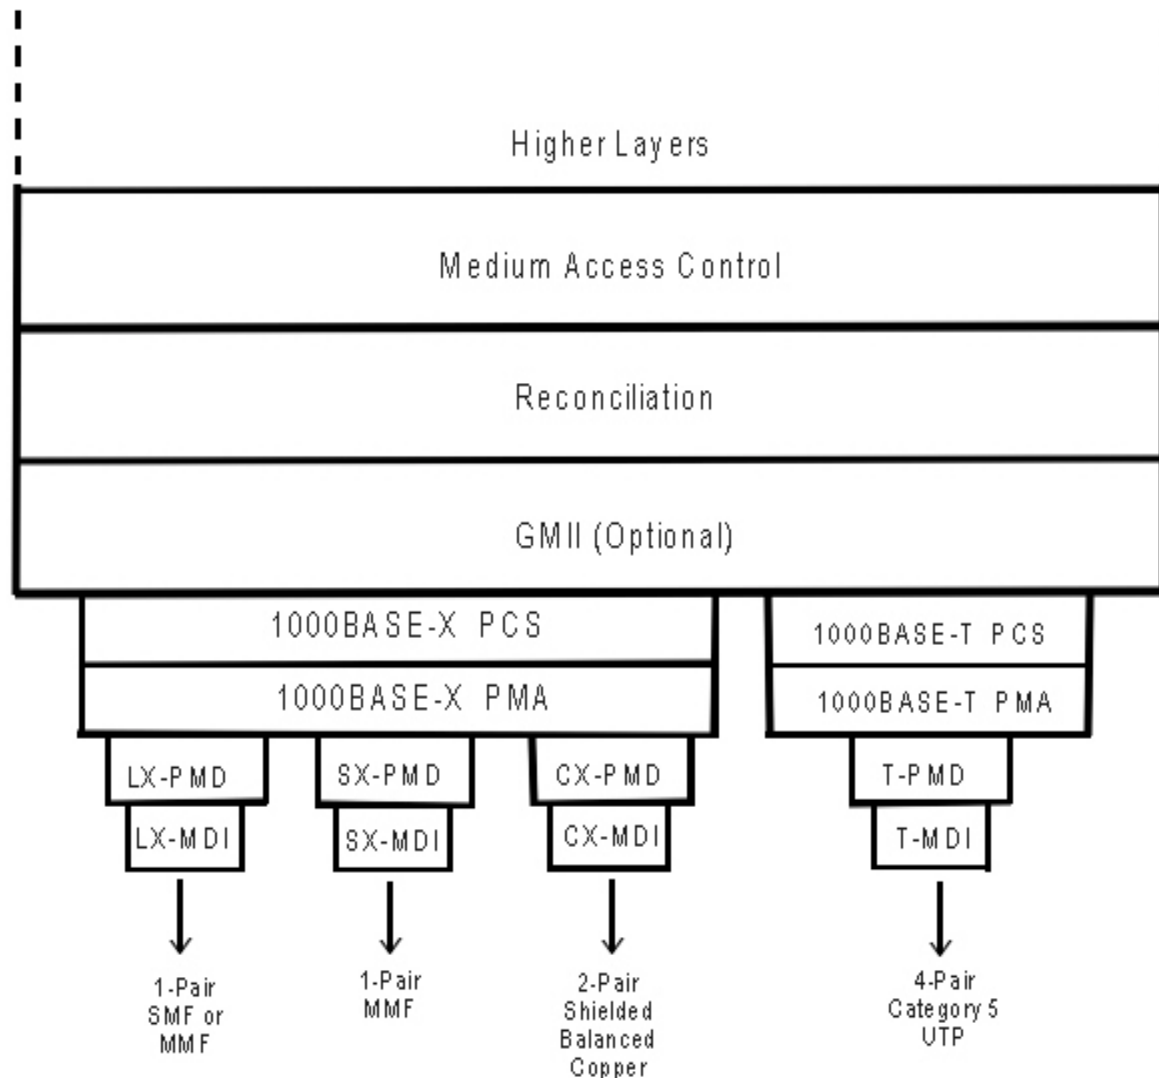 Higher Layers
Medium Access Control
Reconciliation
GMII (Optional)
1000BASE-X PCS
1000BASE-T PCS
1000BASE-X PMA
1000BASE-T PMA
LX-PMD
SX-PMD
CX-PMD
T-PMD
LX-MDI
SX-MDI
CX-MDI
T-MDI
1-Pair
SMF or
MMF
1-Pair
MMF
2-Pair
Shielded
Balanced
Copper
4-Pair
Category 5
UTP